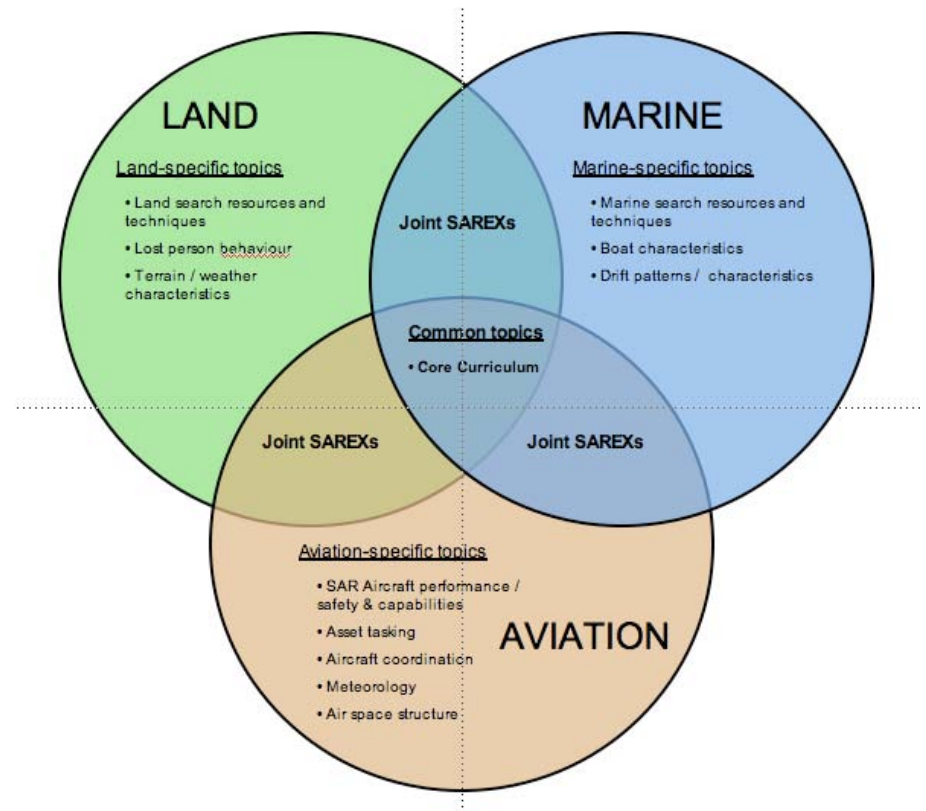 LAND
Land-specific topics
• Land search resources and
techniques
• Lost person behaviour
• Terrain / weather
characteristics
MARINE
Marine-specific topics
• Marine search resources and
techniques
• Boat characteristics
• Drift patterns / characteristics
Joint SAREXs
Common topics
• Core Curriculum
Joint SAREXs
Joint SAREXs
Aviation-specific topics
• SAR Aircraft performance /
safety & capabilities
• Asset tasking
• Aircraft coordination
• Meteorology
• Air space structure
AVIATION